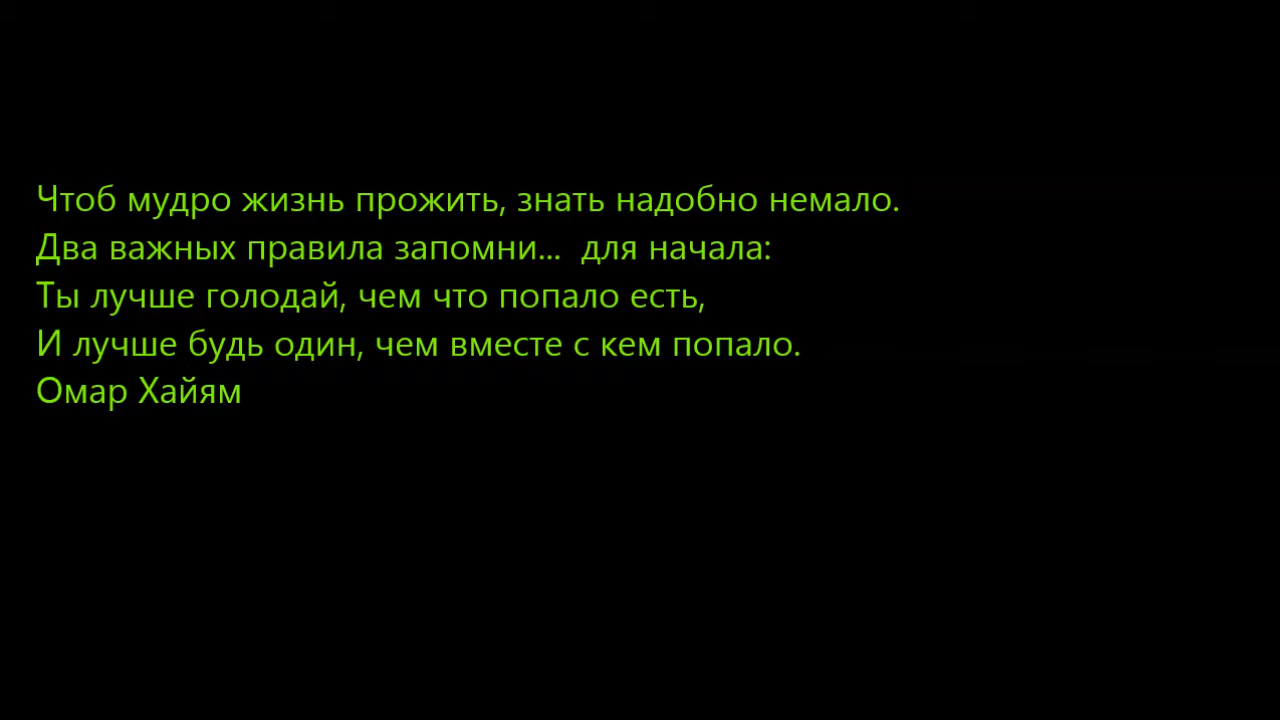 Чтоб мудро жизнь прожить, знать надобно немало.
Два важных правила запомни...  для начала:
Ты лучше голодай, чем что попало есть,
И лучше будь один, чем вместе с кем попало.
Омар Хайям